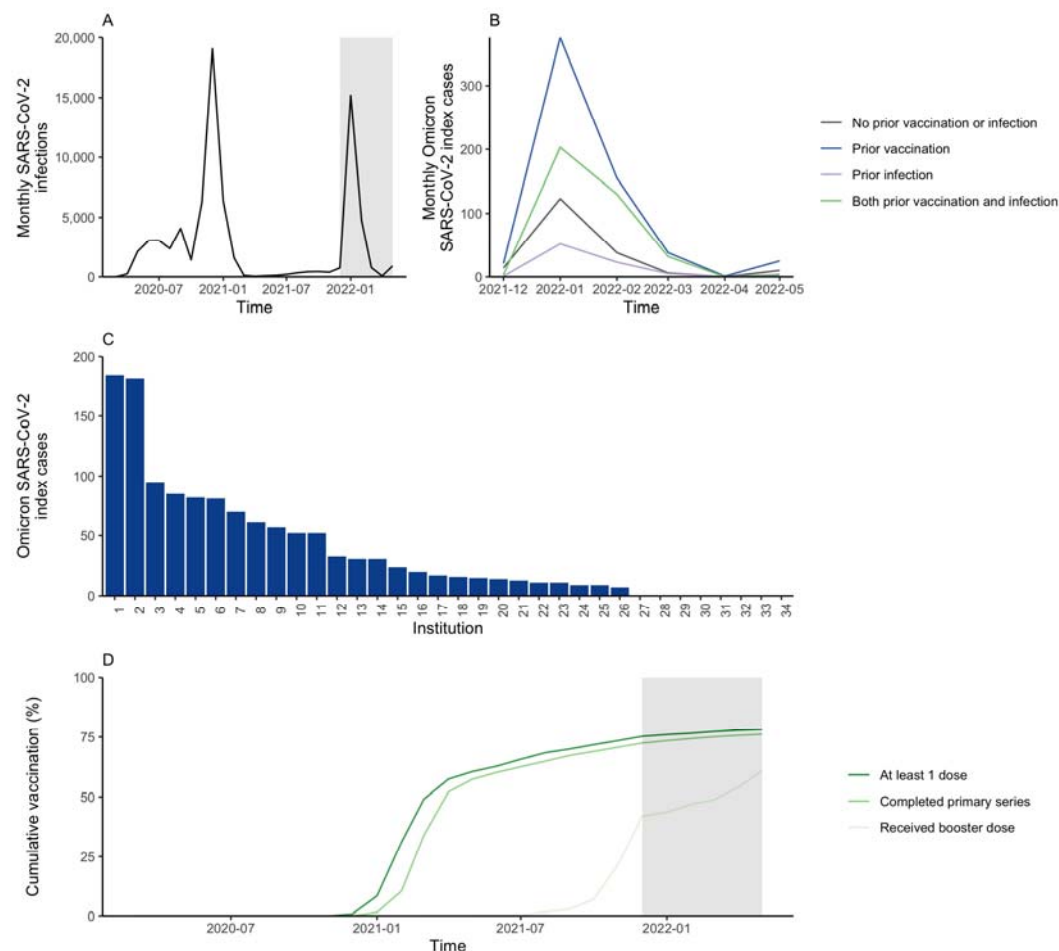 A
20,000
15,000
10,000
5,000
0
Monthly SARS-CoV-2
infections
2020-07 2021-01 2021-07 2022-01
Time
B
300
200
100
0
Monthly Omicron
SARS-CoV-2 index cases
2021-12 2022-01 2022-02 2022-03 2022-04 2022-05
Time
No prior vaccination or infection
Prior vaccination
Prior infection
Both prior vaccination and infection
C
200
150
100
50
0
Omicron SARS-CoV-2
index cases
1 2 3 4 5 6 7 8 9 10 11 12 13 14 15 16 17 18 19 20 21 22 23 24 25 26 27 28 29 30 31 32 33 34
Institution
D
100
75
50
25
0
Cumulative vaccination (%)
2020-07 2021-01 2021-07 2022-01
Time
At least 1 dose
Completed primary series
Received booster dose